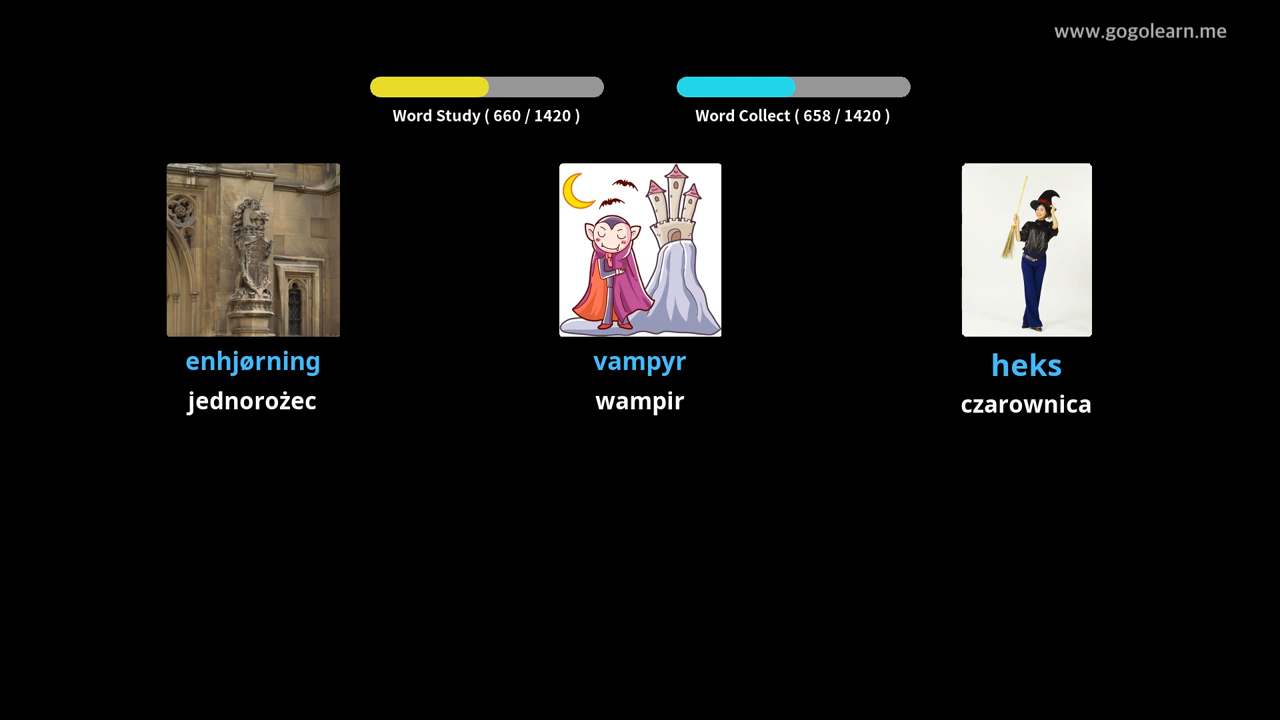 www.gogolearn.me
Word Study ( 660 / 1420 )
Word Collect ( 658 / 1420 )
enhjørning
jednorożec
vampyr
wampir
heks
czarownica